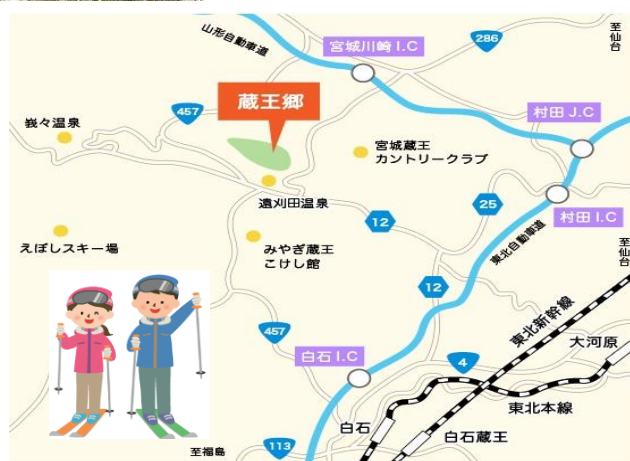 山形自動車道
宮城川崎 I.C
286
至仙台
457
蔵王郷
村田 J.C
峩々温泉
宮城蔵王
カントリークラブ
村田 I.C
遠刈田温泉
25
12
東北自動車道
えぼしスキー場
みやぎ蔵王
こけし館
至仙台
12
東北新幹線
457
大河原
白石 I.C
4
東北本線
白石
白石蔵王
至福島
113